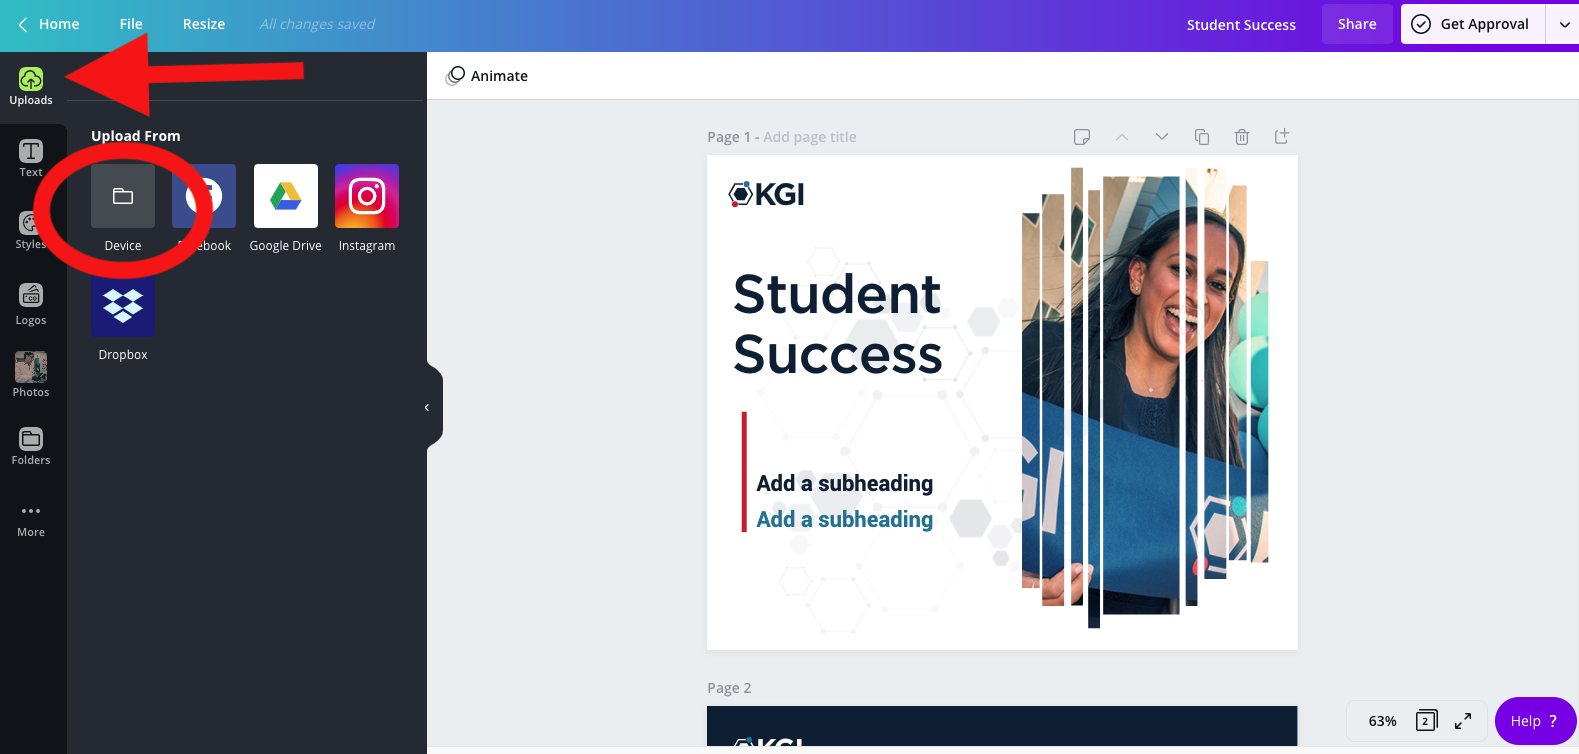 Home File Resize All changes saved Student Success Share Get Approval
Uploads
Text
Styles
Logos
Photos
Folders
More
Upload From
Device Google Drive Instagram
Dropbox
Animate
Page 1 - Add page title
KGI
Student
Success
Add a subheading
Add a subheading
Page 2
KGI
63% 2 Help ?